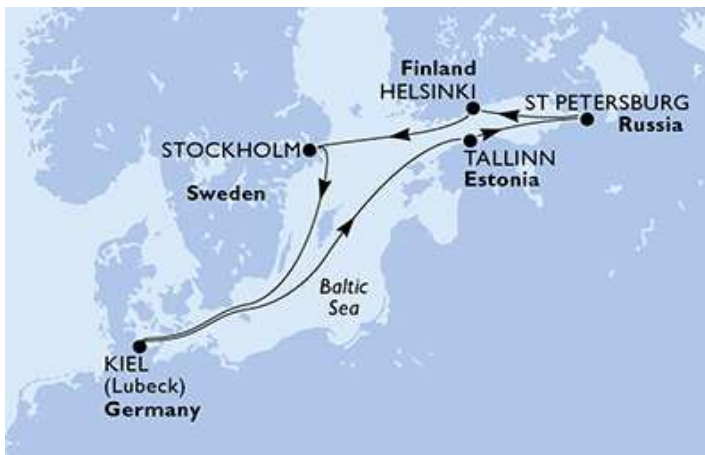 Finland
HELSINKI
ST PETERSBURG
Russia
STOCKHOLM
TALLINN
Estonia
Sweden
Baltic
Sea
KIEL
(Lubeck)
Germany